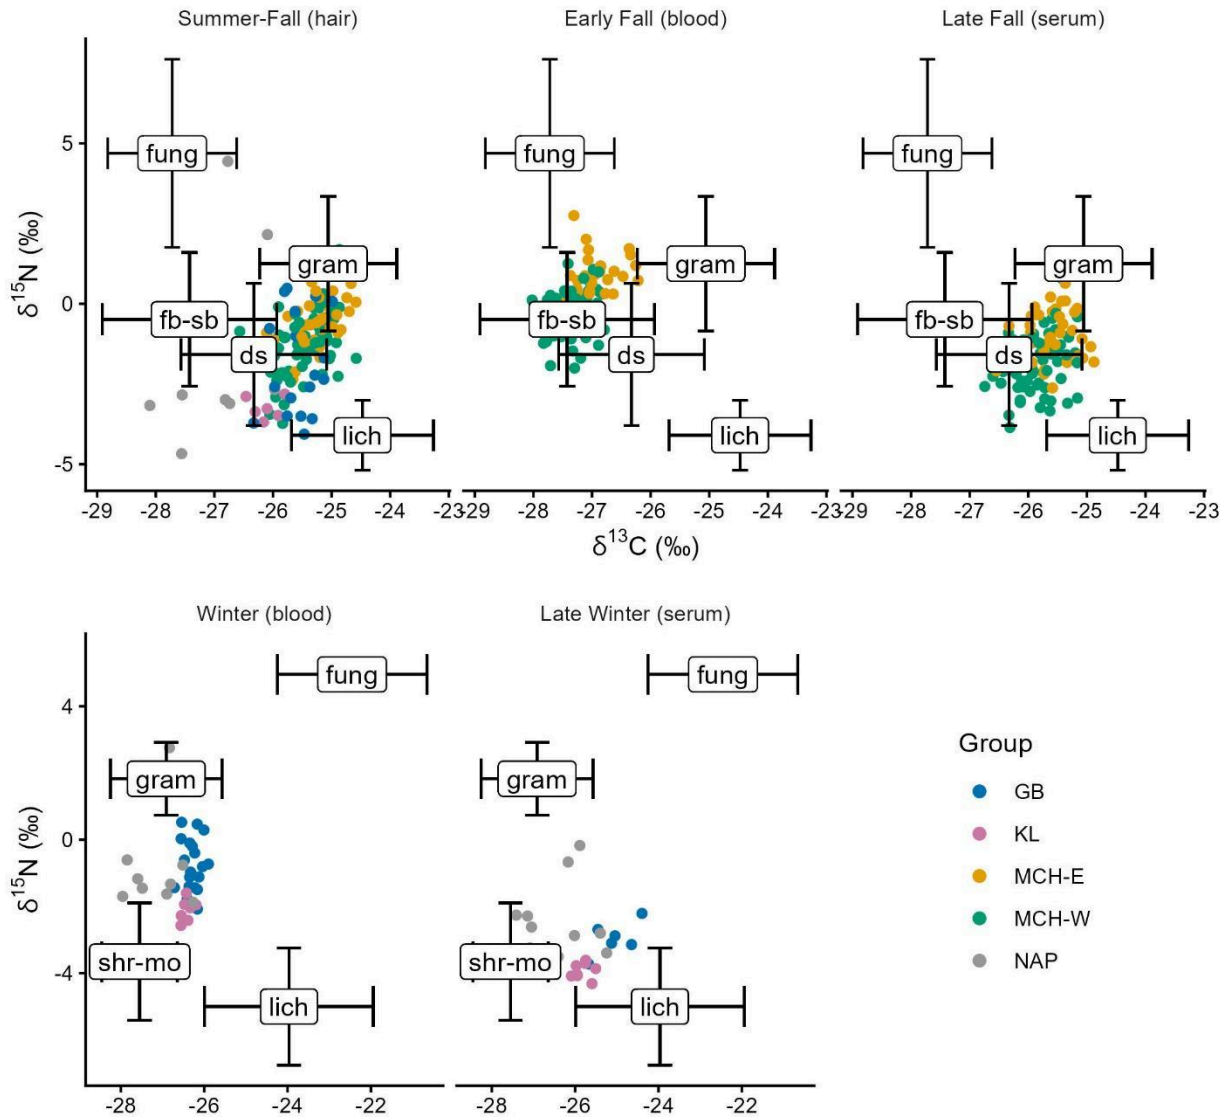 Summer-Fall (hair)
Early Fall (blood)
Late Fall (serum)
δ¹⁵N (‰)
5
0
-5
fung
gram
fb-sb
ds
lich
fung
gram
fb-sb
ds
lich
fung
gram
fb-sb
ds
lich
-29 -28 -27 -26 -25 -24 -23
-29 -28 -27 -26 -25 -24 -23
-29 -28 -27 -26 -25 -24 -23
δ¹³C (‰)
Winter (blood)
Late Winter (serum)
δ¹⁵N (‰)
4
0
-4
fung
gram
shr-mo
lich
fung
gram
shr-mo
lich
-28 -26 -24 -22
-28 -26 -24 -22
Group
GB
KL
MCH-E
MCH-W
NAP